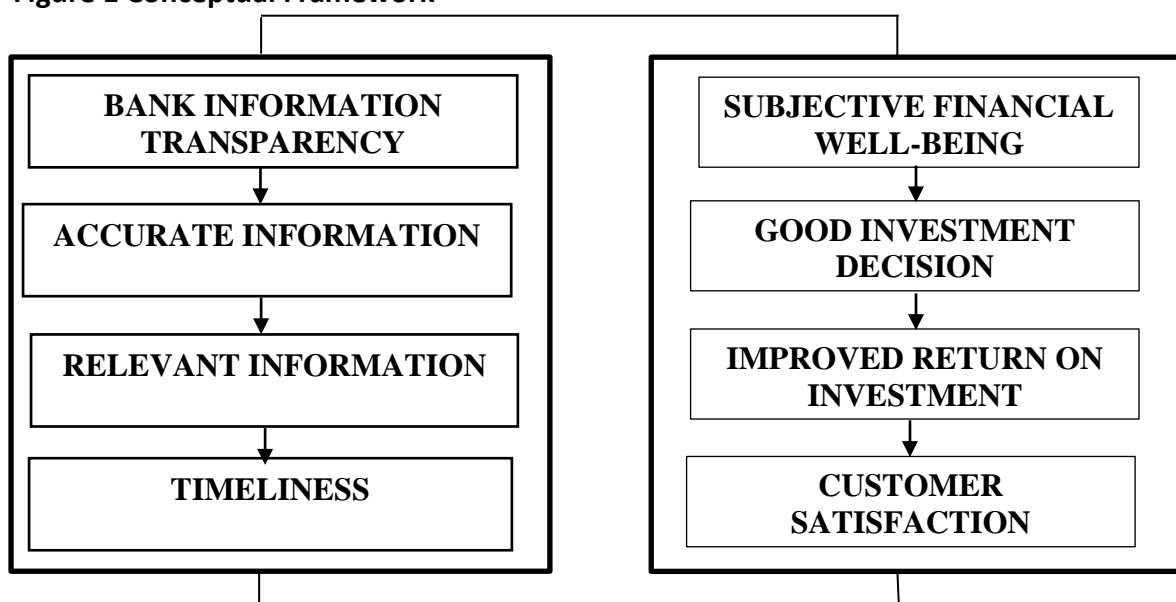 Figure 1 Conceptual Framework
BANK INFORMATION
TRANSPARENCY
ACCURATE INFORMATION
RELEVANT INFORMATION
TIMELINESS
SUBJECTIVE FINANCIAL
WELL-BEING
GOOD INVESTMENT
DECISION
IMPROVED RETURN ON
INVESTMENT
CUSTOMER
SATISFACTION